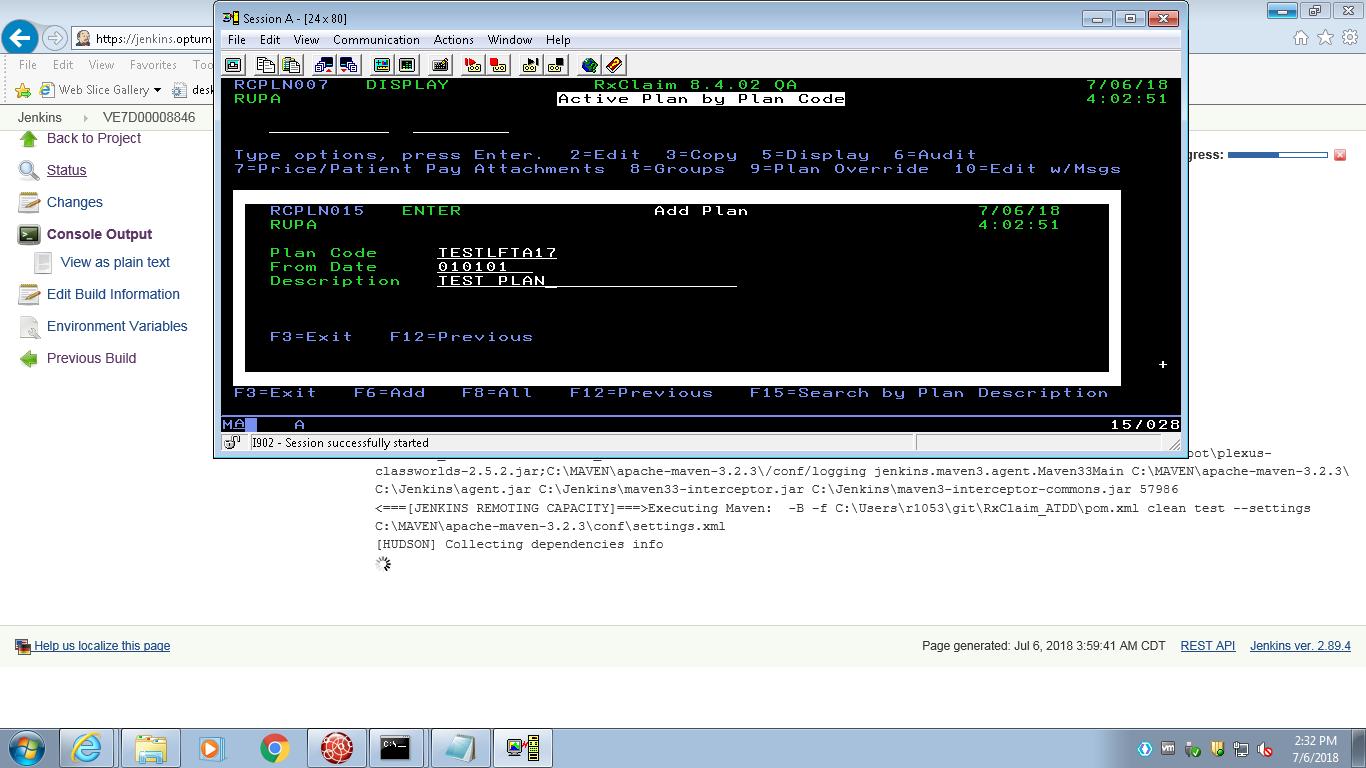 Session A - [24 x 80]
https://jenkins.optum
File Edit View Communication Actions Window Help
File Edit View Favorites Too
Web Slice Gallery desk
Jenkins VE7D00008846
Back to Project
Status
Changes
Console Output
View as plain text
Edit Build Information
Environment Variables
Previous Build
RCPLN007 DISPLAY RxClaim 8.4.02 QA 7/06/18
RUPA Active Plan by Plan Code 4:02:51
Type options, press Enter. 2=Edit 3=Copy 5=Display 6=Audit
7=Price/Patient Pay Attachments 8=Groups 9=Plan Override 10=Edit w/Msgs
gress:
RCPLN015 ENTER Add Plan 7/06/18
RUPA 4:02:51
Plan Code TESTLFTA17
From Date 010101
Description TEST PLAN
F3=Exit F12=Previous
+
F3=Exit F6=Add F8=All F12=Previous F15=Search by Plan Description
MA A 15/028
I902 - Session successfully started
oot\plexus-
classworlds-2.5.2.jar;C:\MAVEN\apache-maven-3.2.3\/conf/logging jenkins.maven3.agent.Maven33Main C:\MAVEN\apache-maven-3.2.3\
C:\Jenkins\agent.jar C:\Jenkins\maven33-interceptor.jar C:\Jenkins\maven3-interceptor-commons.jar 57986
<===[JENKINS REMOTING CAPACITY]===>Executing Maven: -B -f C:\Users\r1053\git\RxClaim_ATDD\pom.xml clean test --settings
C:\MAVEN\apache-maven-3.2.3\conf\settings.xml
[HUDSON] Collecting dependencies info
Help us localize this page
Page generated: Jul 6, 2018 3:59:41 AM CDT REST API Jenkins ver. 2.89.4
2:32 PM
7/6/2018